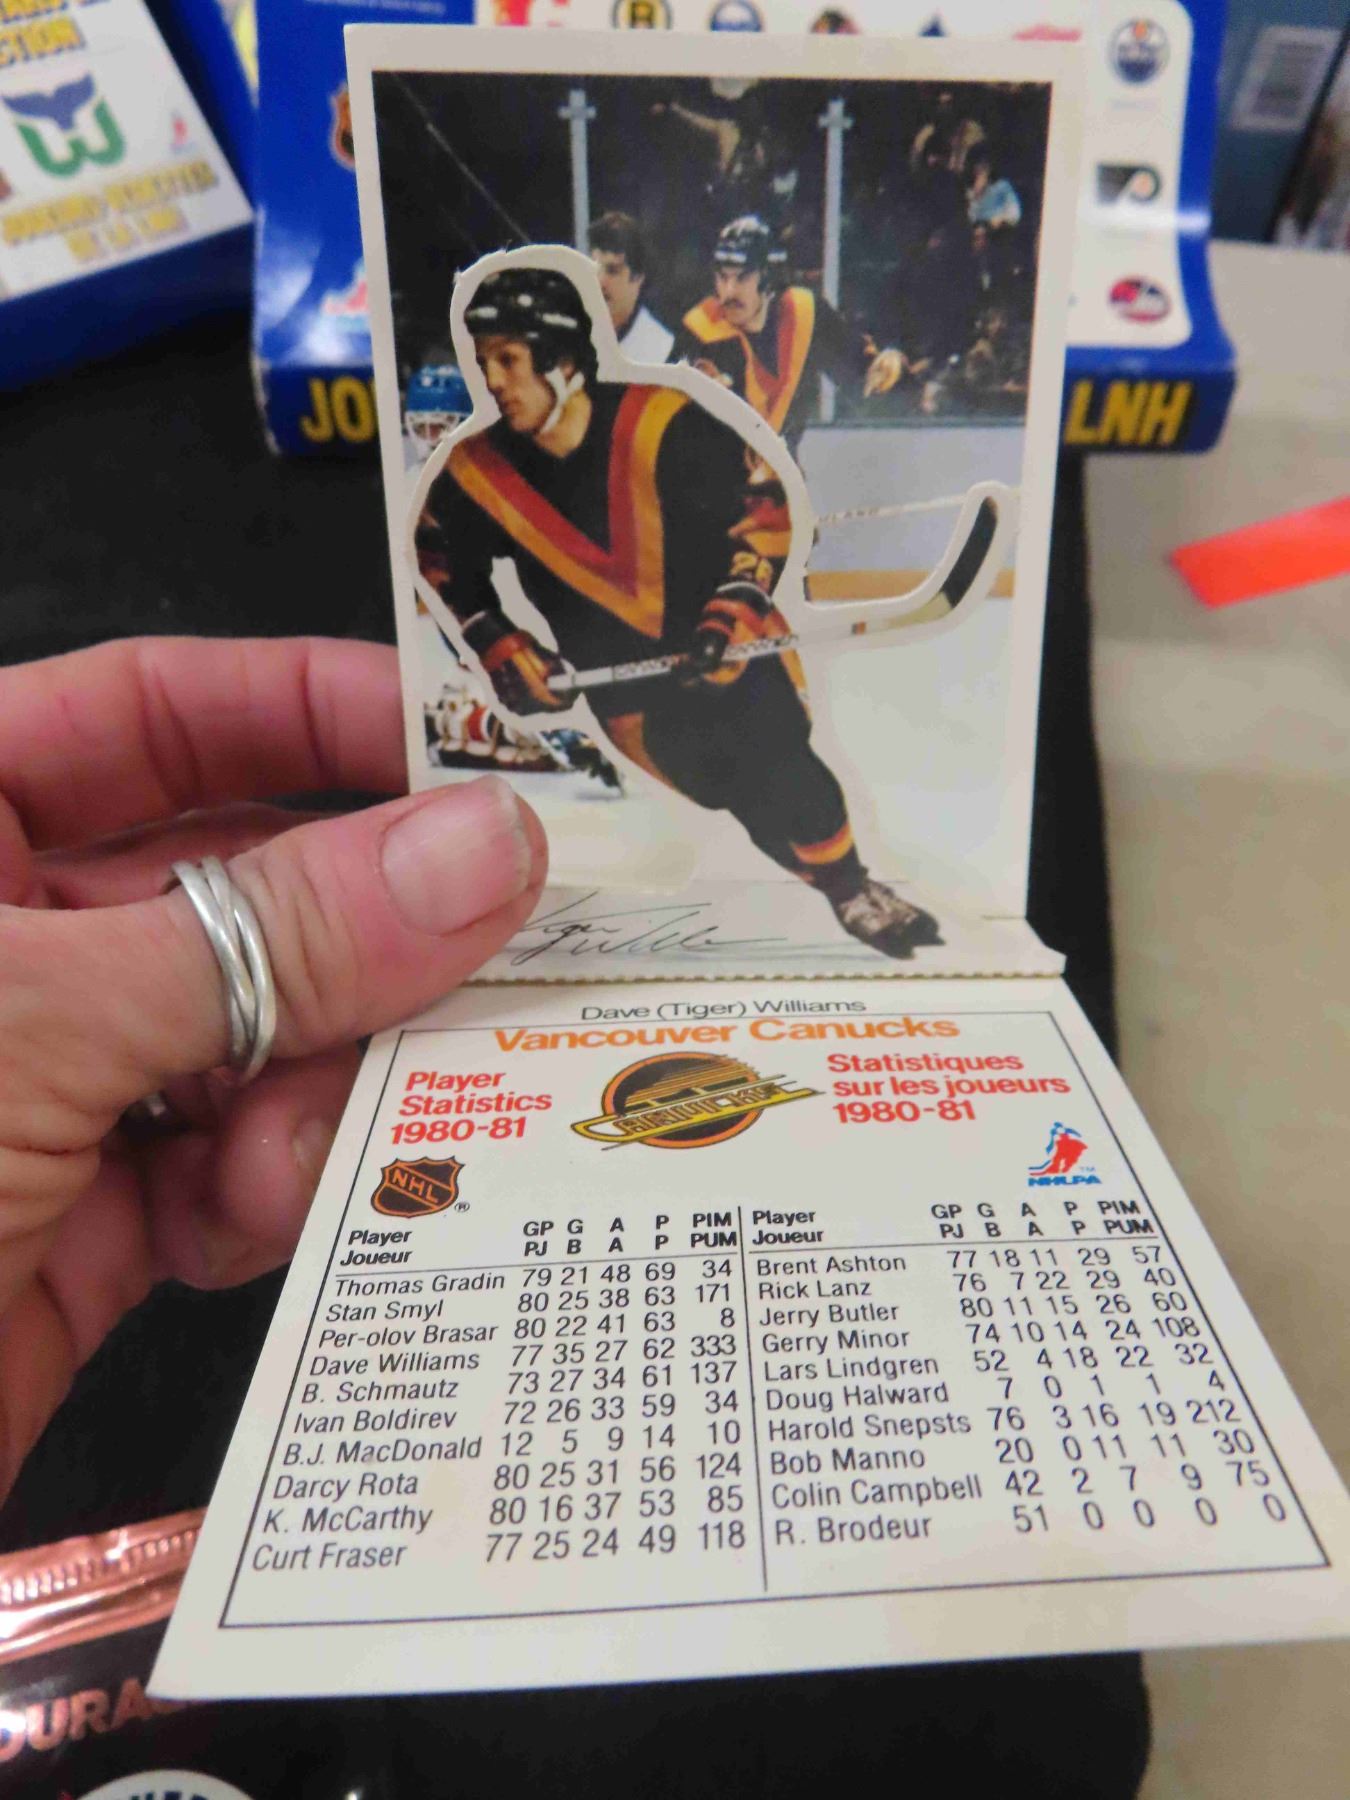 CTION
JO
LNH
26
Tiger Williams
Dave (Tiger) Williams
Vancouver Canucks
Player
Statistics
1980-81
CANUCKS
Statistiques
sur les joueurs
1980-81
NHL ®
NHLPA ™
Player GP G A P PIM
Joueur PJ B A P PUM
Thomas Gradin 79 21 48 69 34
Stan Smyl 80 25 38 63 171
Per-olov Brasar 80 22 41 63 8
Dave Williams 77 35 27 62 333
B. Schmautz 73 27 34 61 137
Ivan Boldirev 72 26 33 59 34
B.J. MacDonald 12 5 9 14 10
Darcy Rota 80 25 31 56 124
K. McCarthy 80 16 37 53 85
Curt Fraser 77 25 24 49 118
Player GP G A P PIM
Joueur PJ B A P PUM
Brent Ashton 77 18 11 29 57
Rick Lanz 76 7 22 29 40
Jerry Butler 80 11 15 26 60
Gerry Minor 74 10 14 24 108
Lars Lindgren 52 4 18 22 32
Doug Halward 7 0 1 1 4
Harold Snepsts 76 3 16 19 212
Bob Manno 20 0 11 11 30
Colin Campbell 42 2 7 9 75
R. Brodeur 51 0 0 0 0
OURAG